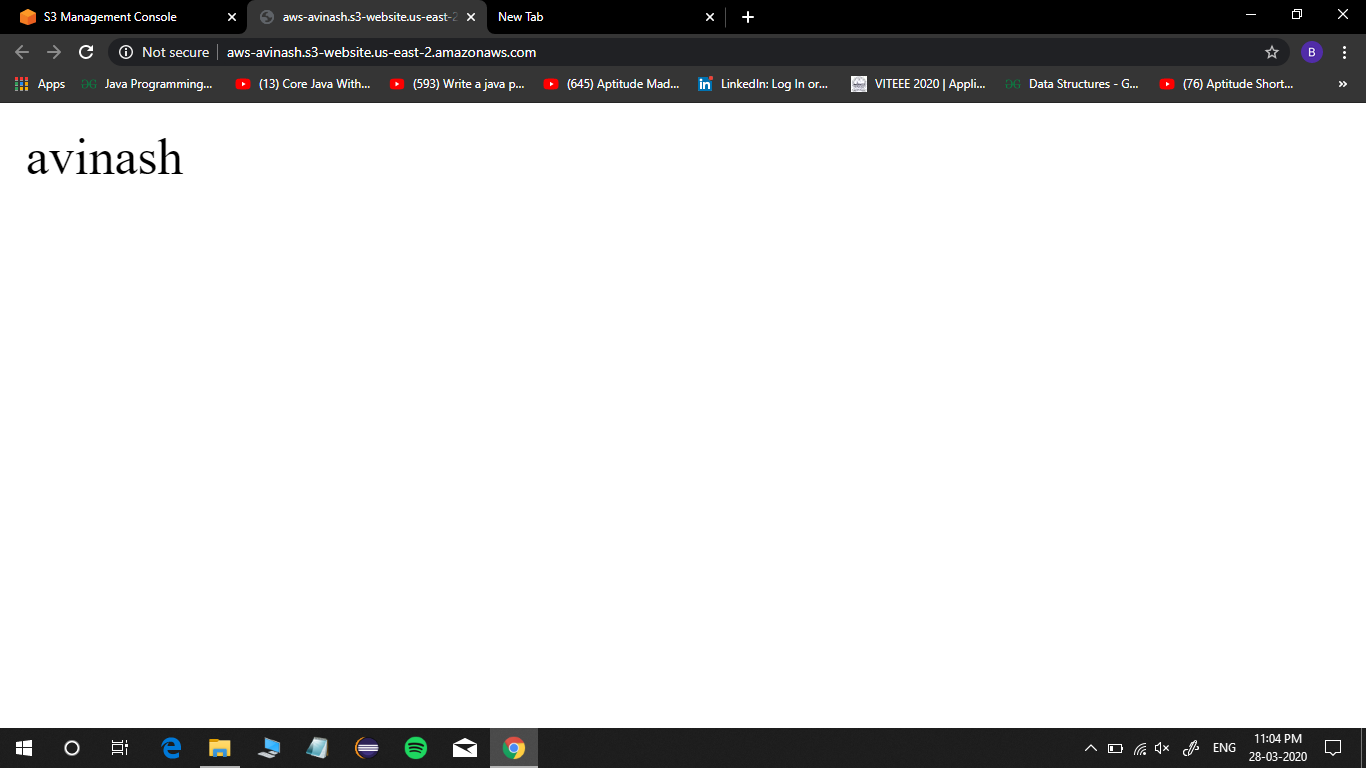 S3 Management Console
aws-avinash.s3-website.us-east-2
New Tab
Not secure aws-avinash.s3-website.us-east-2.amazonaws.com
B
Apps
Java Programming...
(13) Core Java With...
(593) Write a java p...
(645) Aptitude Mad...
LinkedIn: Log In or...
VITEEE 2020 | Appli...
Data Structures - G...
(76) Aptitude Short...
avinash
ENG
11:04 PM
28-03-2020